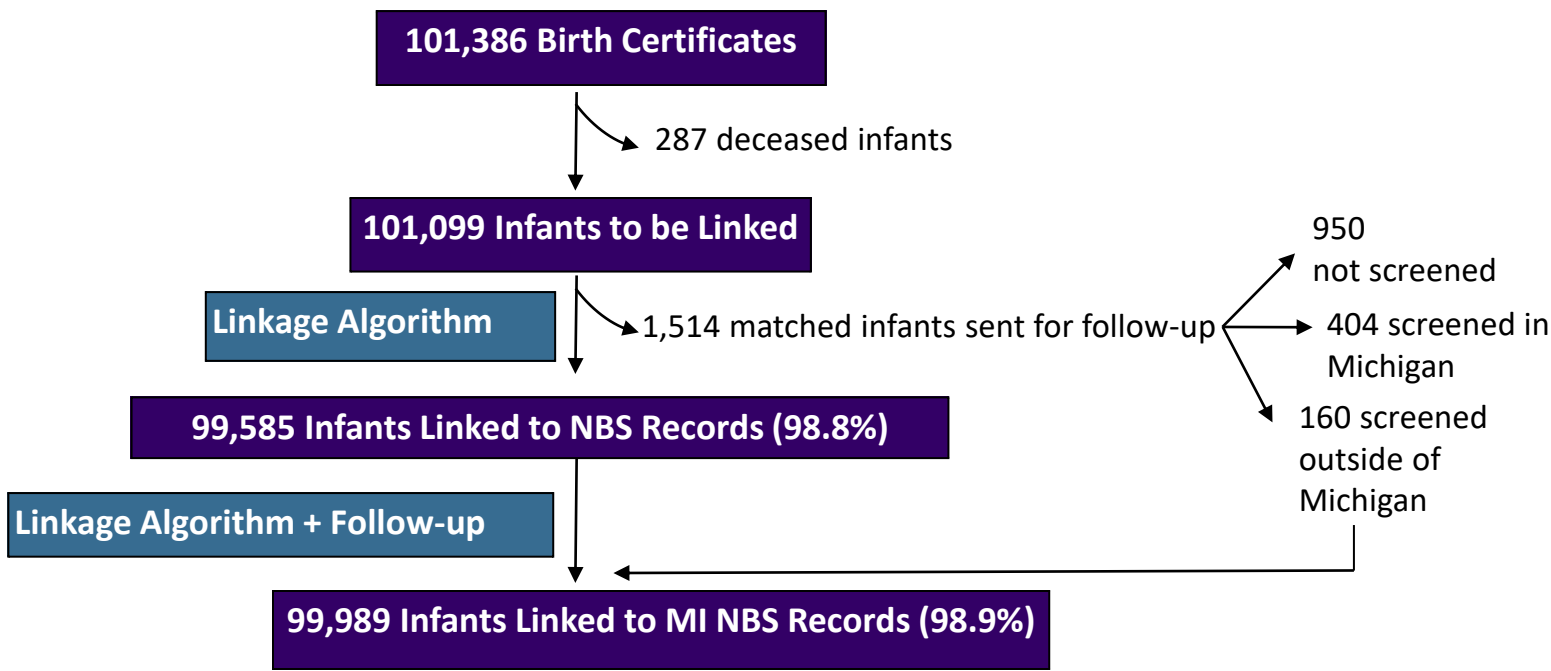 101,386 Birth Certificates
287 deceased infants
101,099 Infants to be Linked
Linkage Algorithm
1,514 matched infants sent for follow-up
950
not screened
404 screened in
Michigan
160 screened
outside of
Michigan
99,585 Infants Linked to NBS Records (98.8%)
Linkage Algorithm + Follow-up
99,989 Infants Linked to MI NBS Records (98.9%)